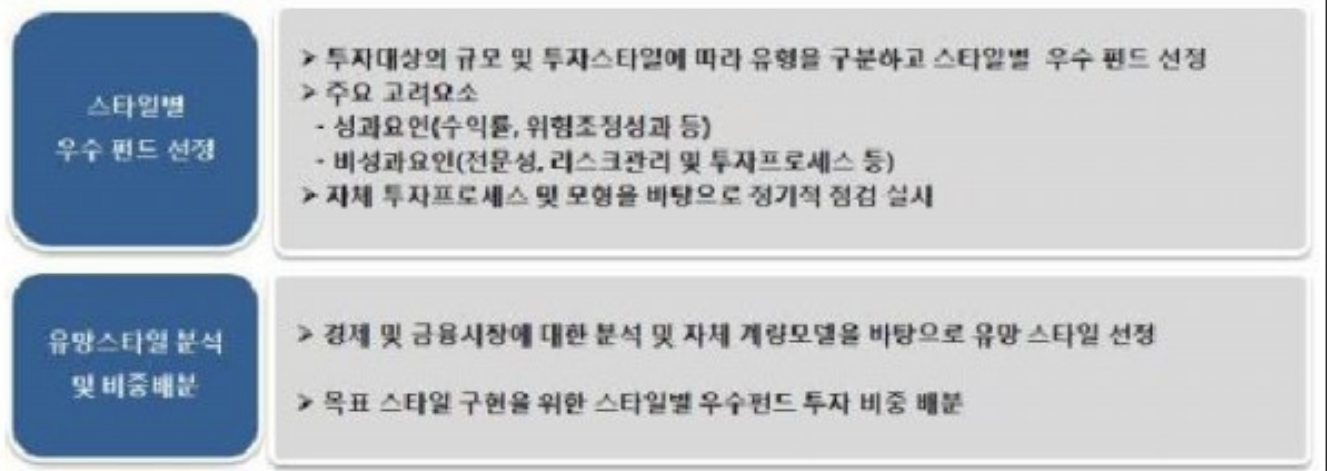 스타일별
우수 펀드 선정
➤ 투자대상의 규모 및 투자스타일에 따라 유형을 구분하고 스타일별 우수 펀드 선정
➤ 주요 고려요소
- 성과요인(수익률, 위험조정성과 등)
- 비성과요인(전문성, 리스크관리 및 투자프로세스 등)
➤ 자체 투자프로세스 및 모형을 바탕으로 정기적 점검 실시
유망스타일 분석
및 비중배분
➤ 경제 및 금융시장에 대한 분석 및 자체 계량모델을 바탕으로 유망 스타일 선정
➤ 목표 스타일 구현을 위한 스타일별 우수펀드 투자 비중 배분